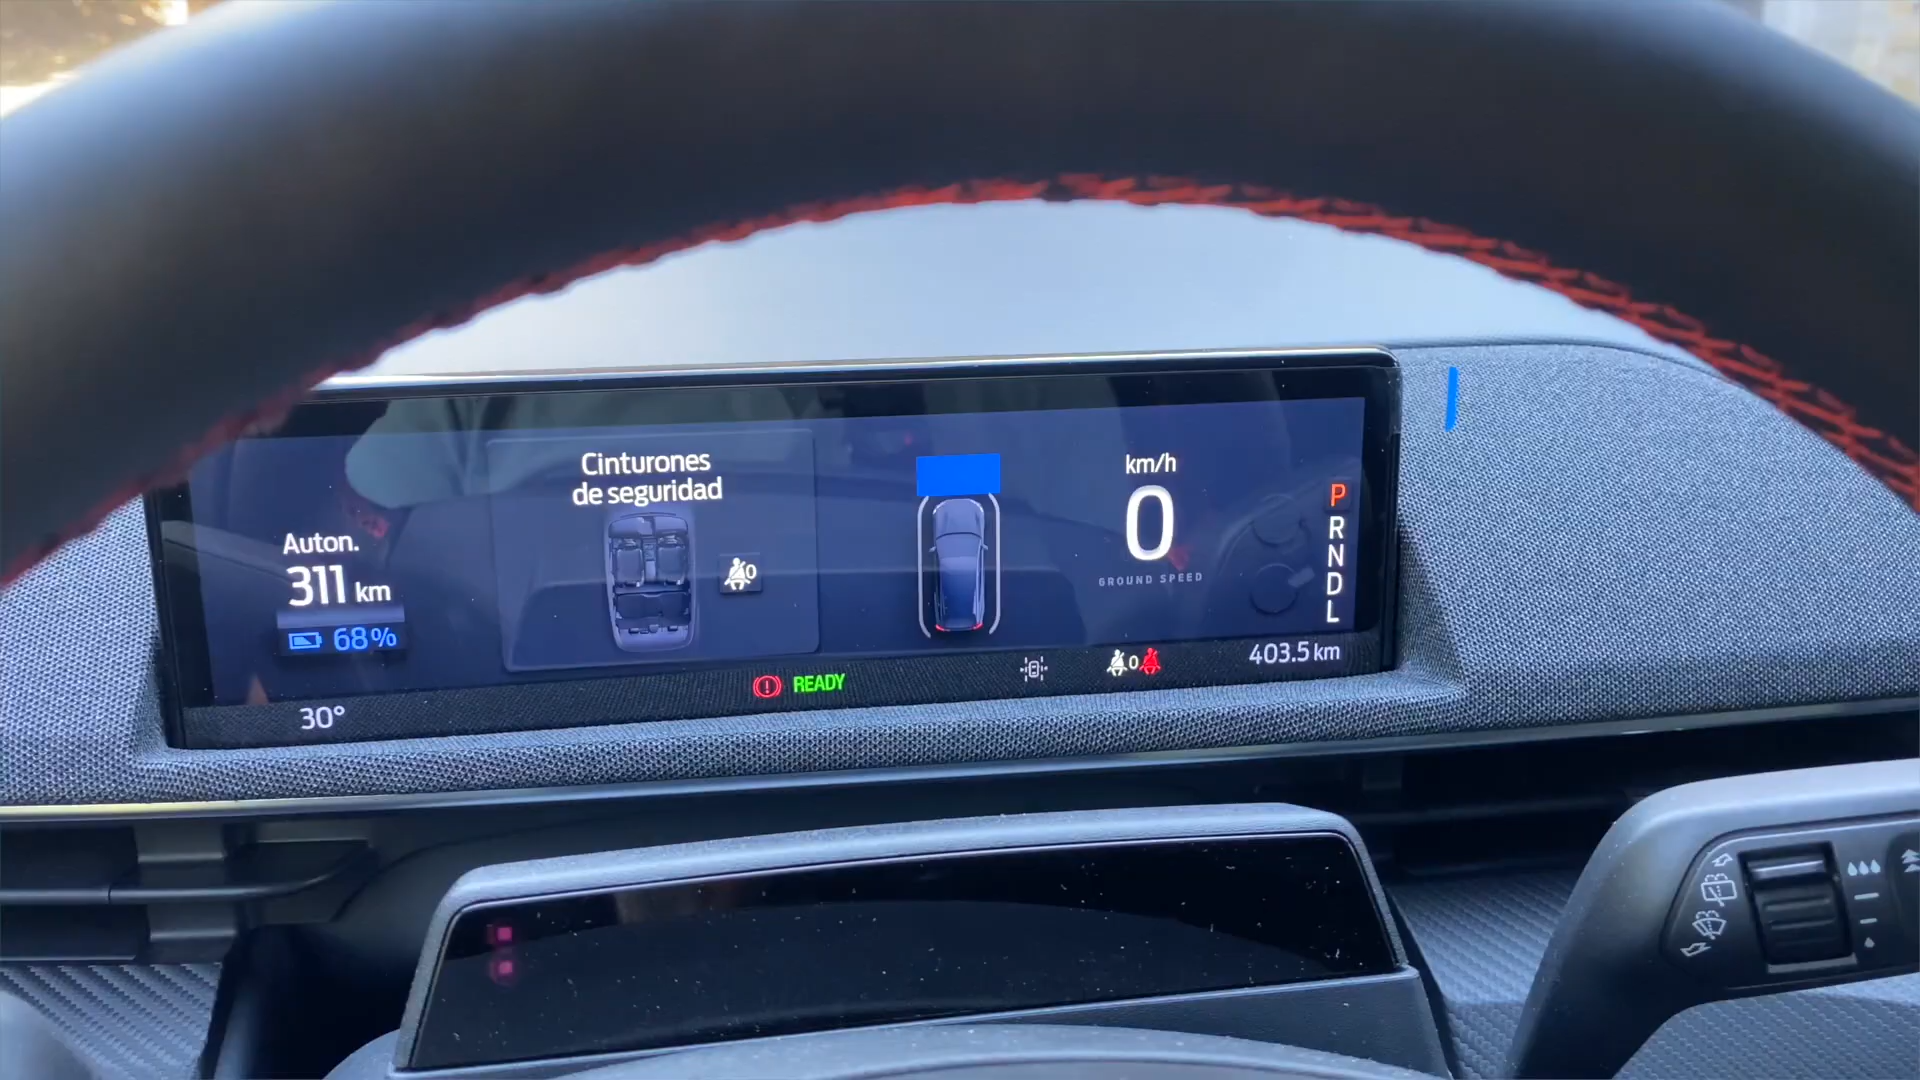 Cinturones
de seguridad
0
Auton.
311 km
68%
km/h
0
GROUND SPEED
P
R
N
D
L
403.5 km
0
READY
30°